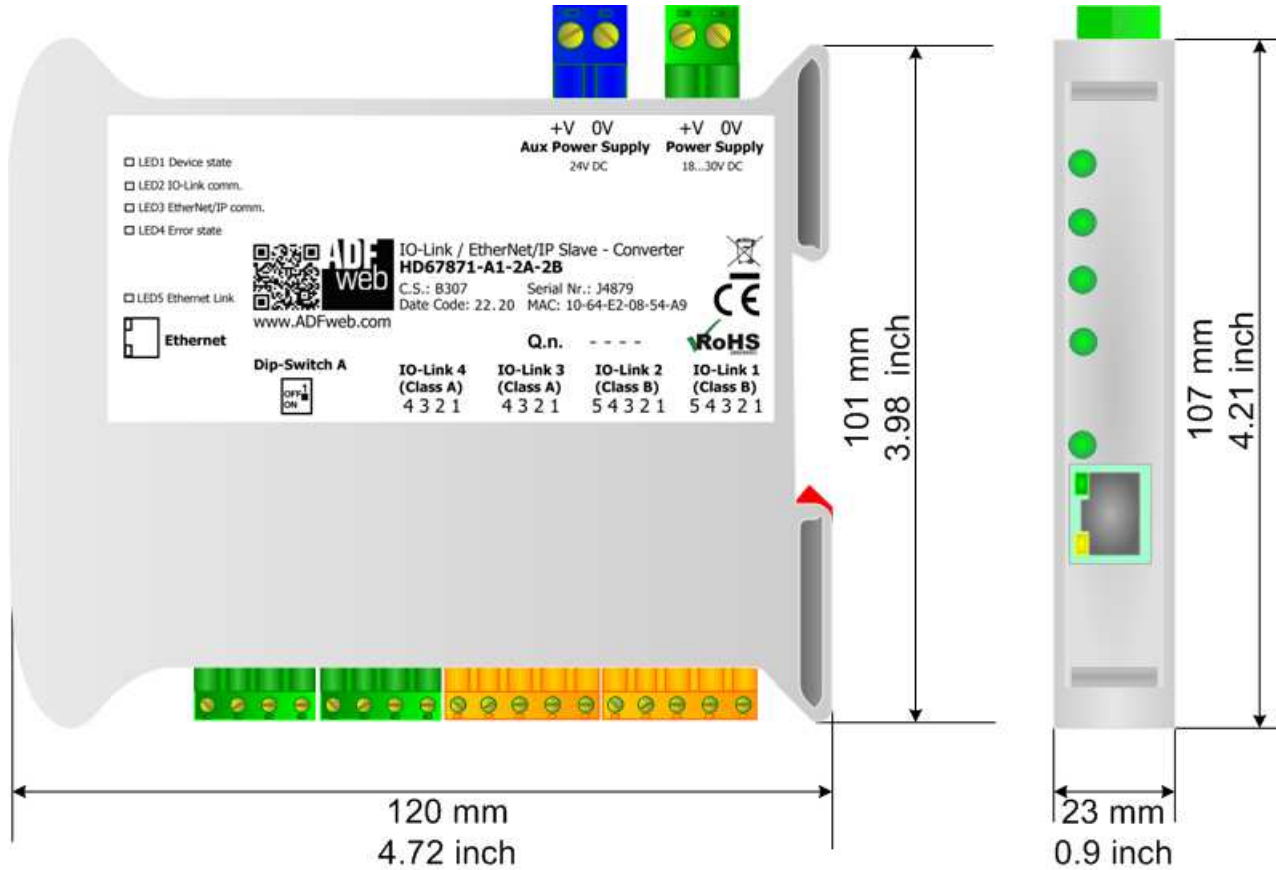 +V 0V
Aux Power Supply
24V DC
+V 0V
Power Supply
18...30V DC
LED1 Device state
LED2 IO-Link comm.
LED3 EtherNet/IP comm.
LED4 Error state
LED5 Ethernet Link
Ethernet
ADF
web
www.ADFweb.com
IO-Link / EtherNet/IP Slave - Converter
HD67871-A1-2A-2B
C.S.: B307 Serial Nr.: J4879
Date Code: 22.20 MAC: 10-64-E2-08-54-A9
CE
Q.n. - - - -
RoHS
Dip-Switch A
OFF 1
ON
IO-Link 4
(Class A)
4 3 2 1
IO-Link 3
(Class A)
4 3 2 1
IO-Link 2
(Class B)
5 4 3 2 1
IO-Link 1
(Class B)
5 4 3 2 1
101 mm
3.98 inch
107 mm
4.21 inch
120 mm
4.72 inch
23 mm
0.9 inch